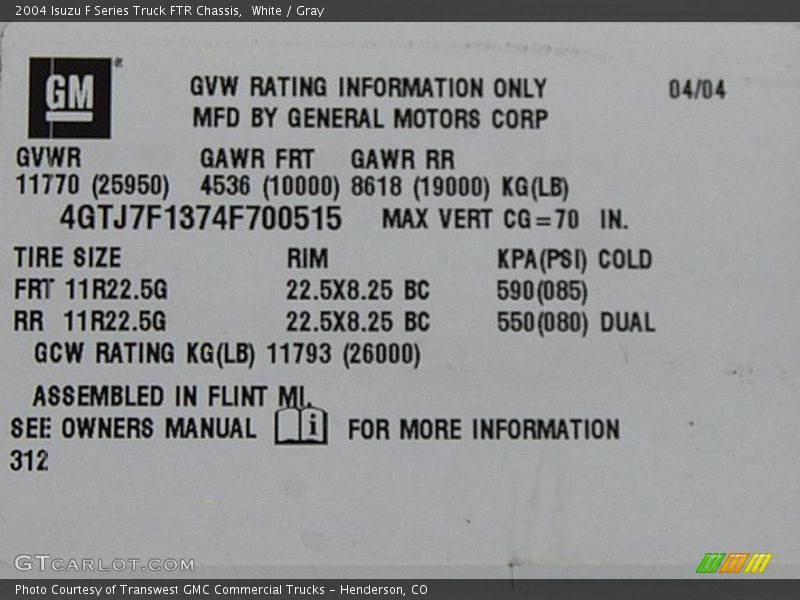 2004 Isuzu F Series Truck FTR Chassis, White / Gray
GM
GVW RATING INFORMATION ONLY 04/04
MFD BY GENERAL MOTORS CORP
GVWR GAWR FRT GAWR RR
11770 (25950) 4536 (10000) 8618 (19000) KG(LB)
4GTJ7F1374F700515 MAX VERT CG=70 IN.
TIRE SIZE RIM KPA(PSI) COLD
FRT 11R22.5G 22.5X8.25 BC 590(085)
RR 11R22.5G 22.5X8.25 BC 550(080) DUAL
GCW RATING KG(LB) 11793 (26000)
ASSEMBLED IN FLINT MI.
SEE OWNERS MANUAL i FOR MORE INFORMATION
312
GTCARLOT.COM
Photo Courtesy of Transwest GMC Commercial Trucks - Henderson, CO